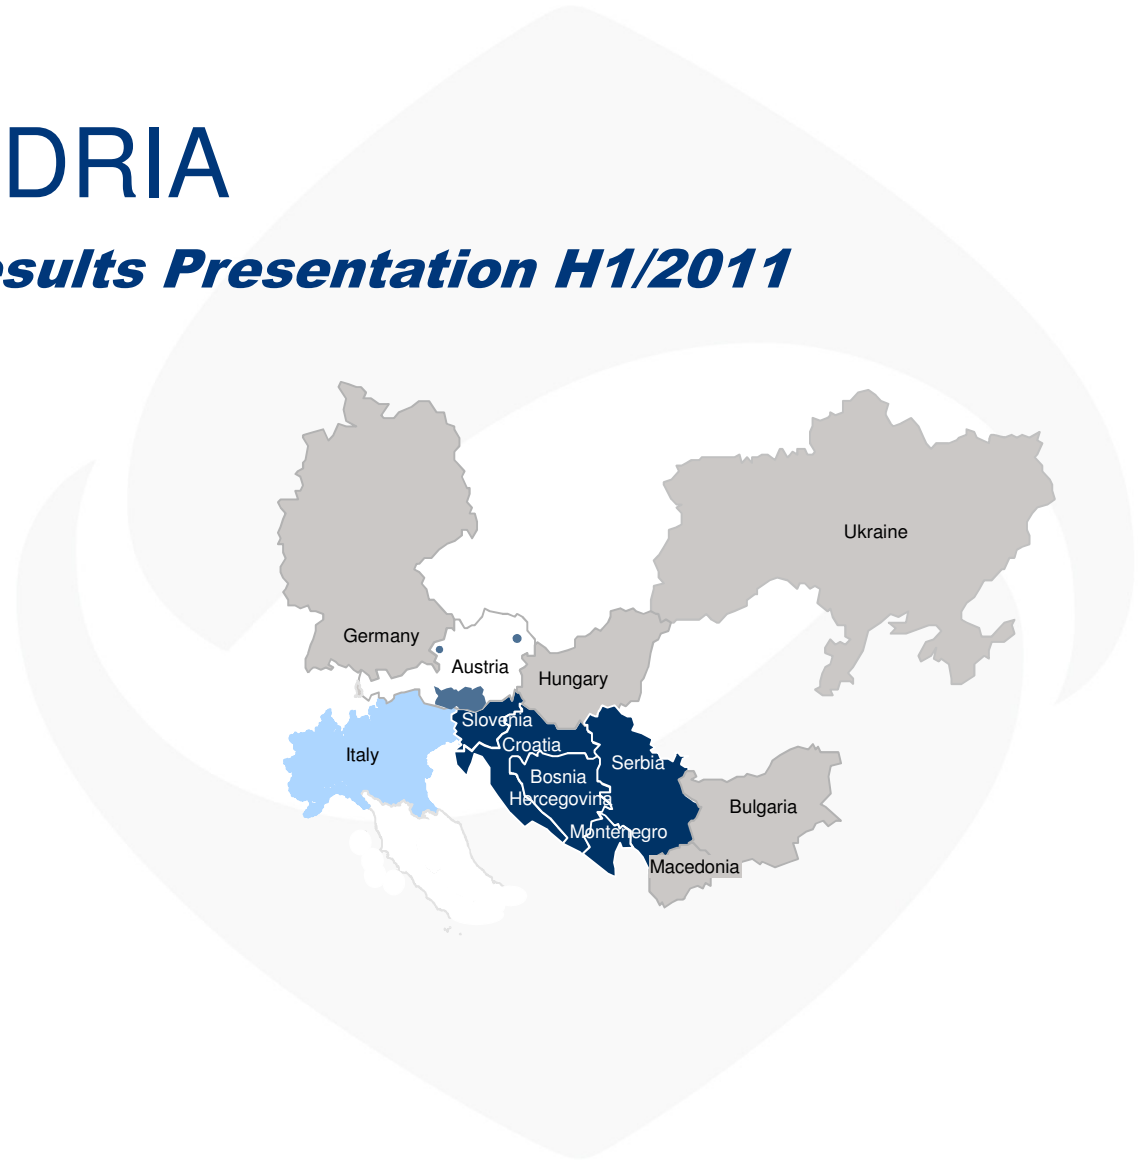 DRIA
esults Presentation H1/2011
Ukraine
Germany
Austria
Hungary
Slovenia
Croatia
Italy
Serbia
Bosnia
Hercegovina
Bulgaria
Montenegro
Macedonia